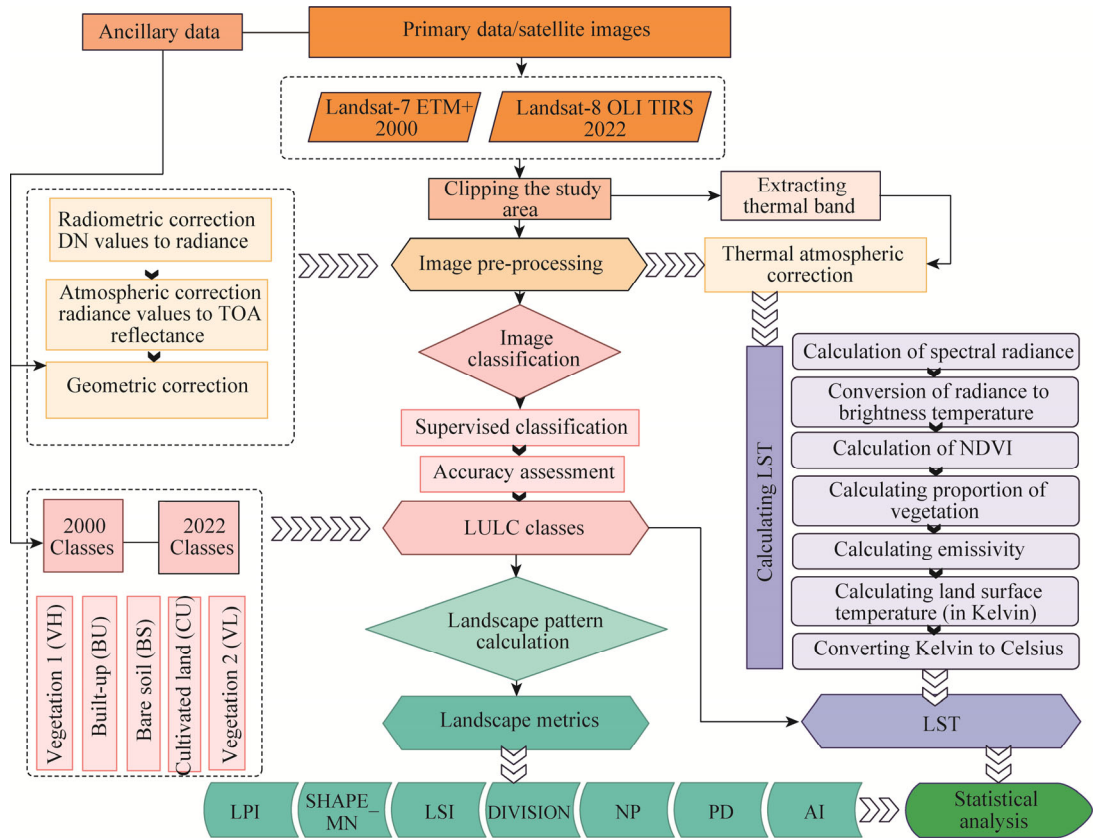 Ancillary data
Primary data/satellite images
Landsat-7 ETM+
2000
Landsat-8 OLI TIRS
2022
Clipping the study
area
Extracting
thermal band
Radiometric correction
DN values to radiance
Atmospheric correction
radiance values to TOA
reflectance
Geometric correction
Image pre-processing
Thermal atmospheric
correction
Image
classification
Supervised classification
Accuracy assessment
LULC classes
Calculating LST
Calculation of spectral radiance
Conversion of radiance to
brightness temperature
Calculation of NDVI
Calculating proportion of
vegetation
Calculating emissivity
Calculating land surface
temperature (in Kelvin)
Converting Kelvin to Celsius
2000
Classes
2022
Classes
Vegetation 1 (VH)
Built-up (BU)
Bare soil (BS)
Cultivated land (CU)
Vegetation 2 (VL)
Landscape pattern
calculation
Landscape metrics
LST
LPI
SHAPE_
MN
LSI
DIVISION
NP
PD
AI
Statistical
analysis